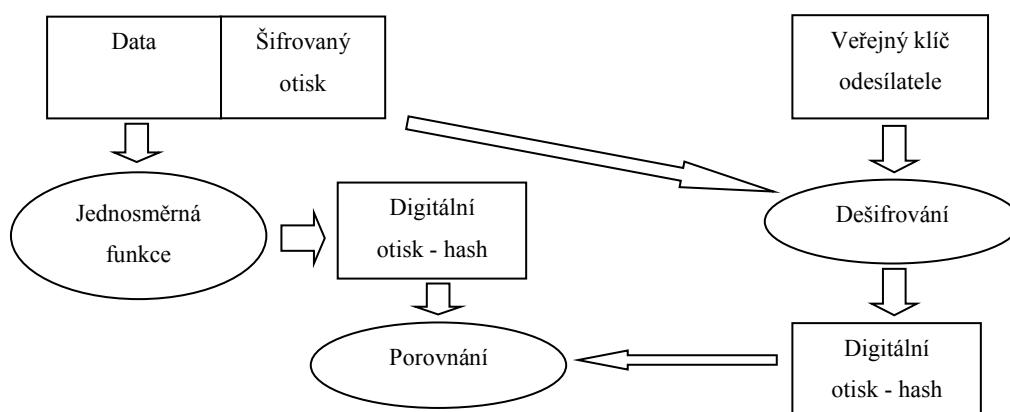 Data
Šifrovaný
otisk
Veřejný klíč
odesílatele
Jednosměrná
funkce
Digitální
otisk - hash
Dešifrování
Porovnání
Digitální
otisk - hash